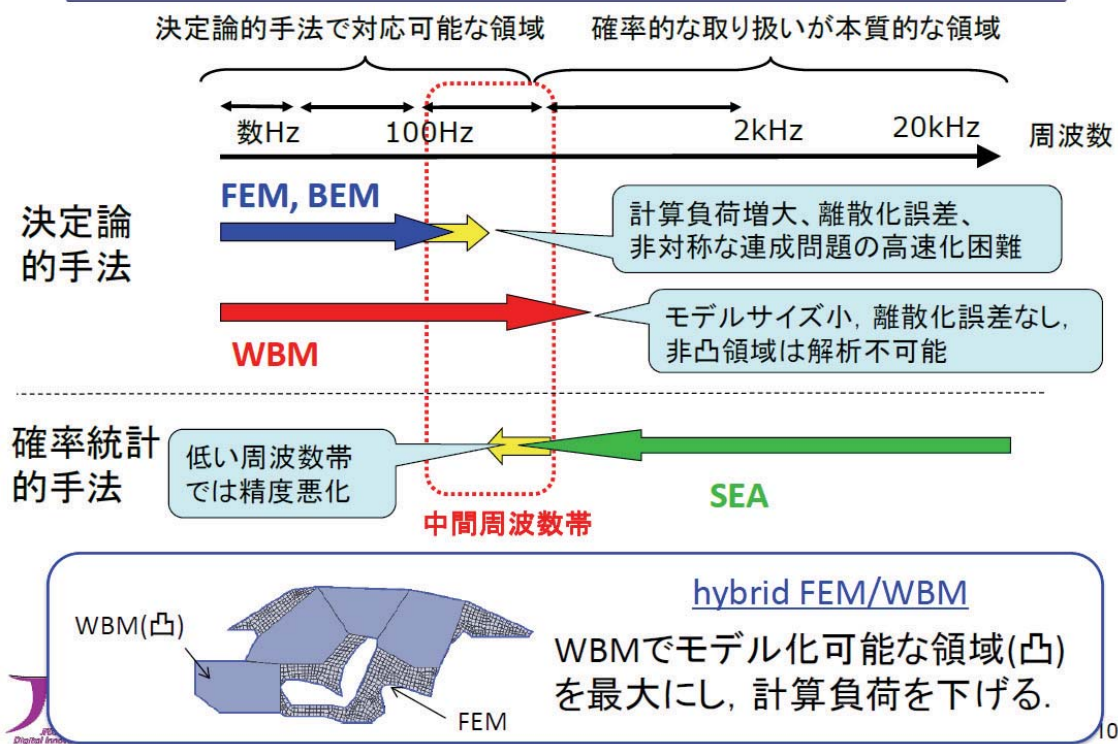 決定論的手法で対応可能な領域
確率的な取り扱いが本質的な領域
数Hz
100Hz
2kHz
20kHz
周波数
決定論
的手法
FEM, BEM
計算負荷増大、離散化誤差、
非対称な連成問題の高速化困難
WBM
モデルサイズ小, 離散化誤差なし,
非凸領域は解析不可能
確率統計
的手法
低い周波数帯
では精度悪化
SEA
中間周波数帯
WBM(凸)
FEM
hybrid FEM/WBM
WBMでモデル化可能な領域(凸)
を最大にし, 計算負荷を下げる.
Digital Innov
10